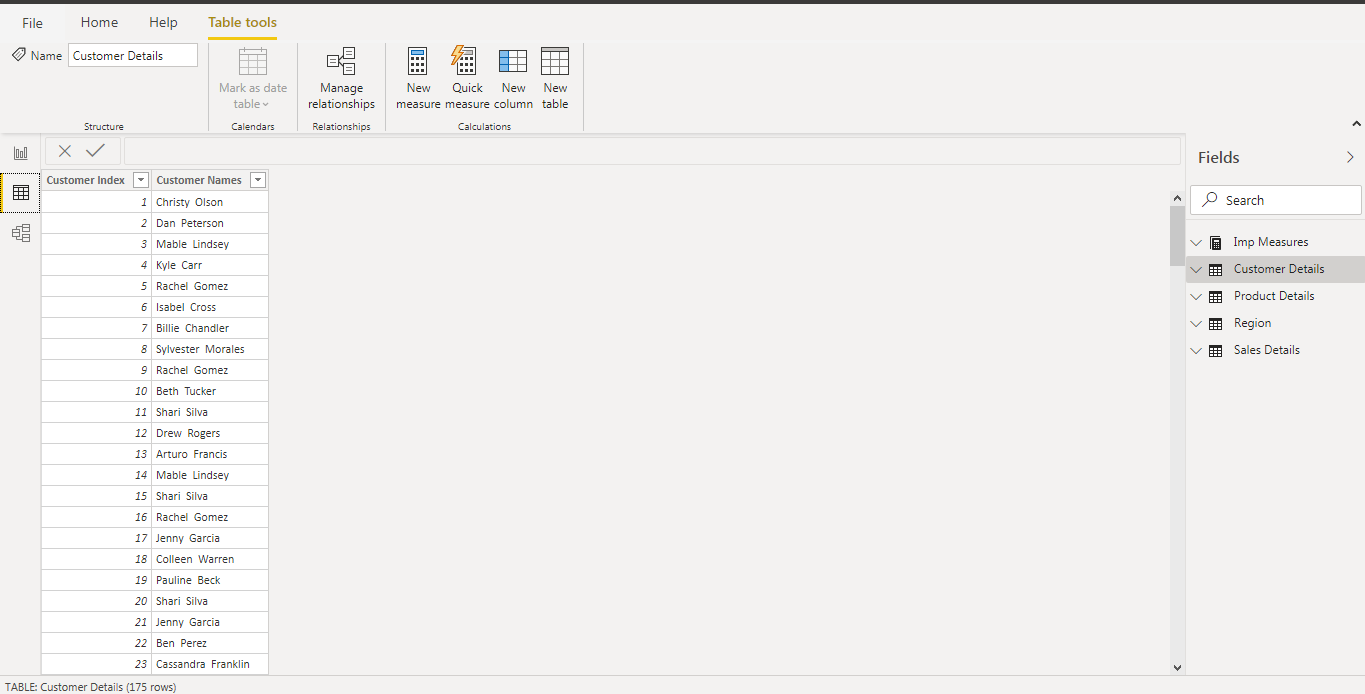 File Home Help Table tools
Name Customer Details
Mark as date table
Manage relationships
New measure
Quick measure
New column
New table
Structure Calendars Relationships Calculations
Fields
Search
Imp Measures
Customer Details
Product Details
Region
Sales Details
Customer Index Customer Names
1 Christy Olson
2 Dan Peterson
3 Mable Lindsey
4 Kyle Carr
5 Rachel Gomez
6 Isabel Cross
7 Billie Chandler
8 Sylvester Morales
9 Rachel Gomez
10 Beth Tucker
11 Shari Silva
12 Drew Rogers
13 Arturo Francis
14 Mable Lindsey
15 Shari Silva
16 Rachel Gomez
17 Jenny Garcia
18 Colleen Warren
19 Pauline Beck
20 Shari Silva
21 Jenny Garcia
22 Ben Perez
23 Cassandra Franklin
TABLE: Customer Details (175 rows)